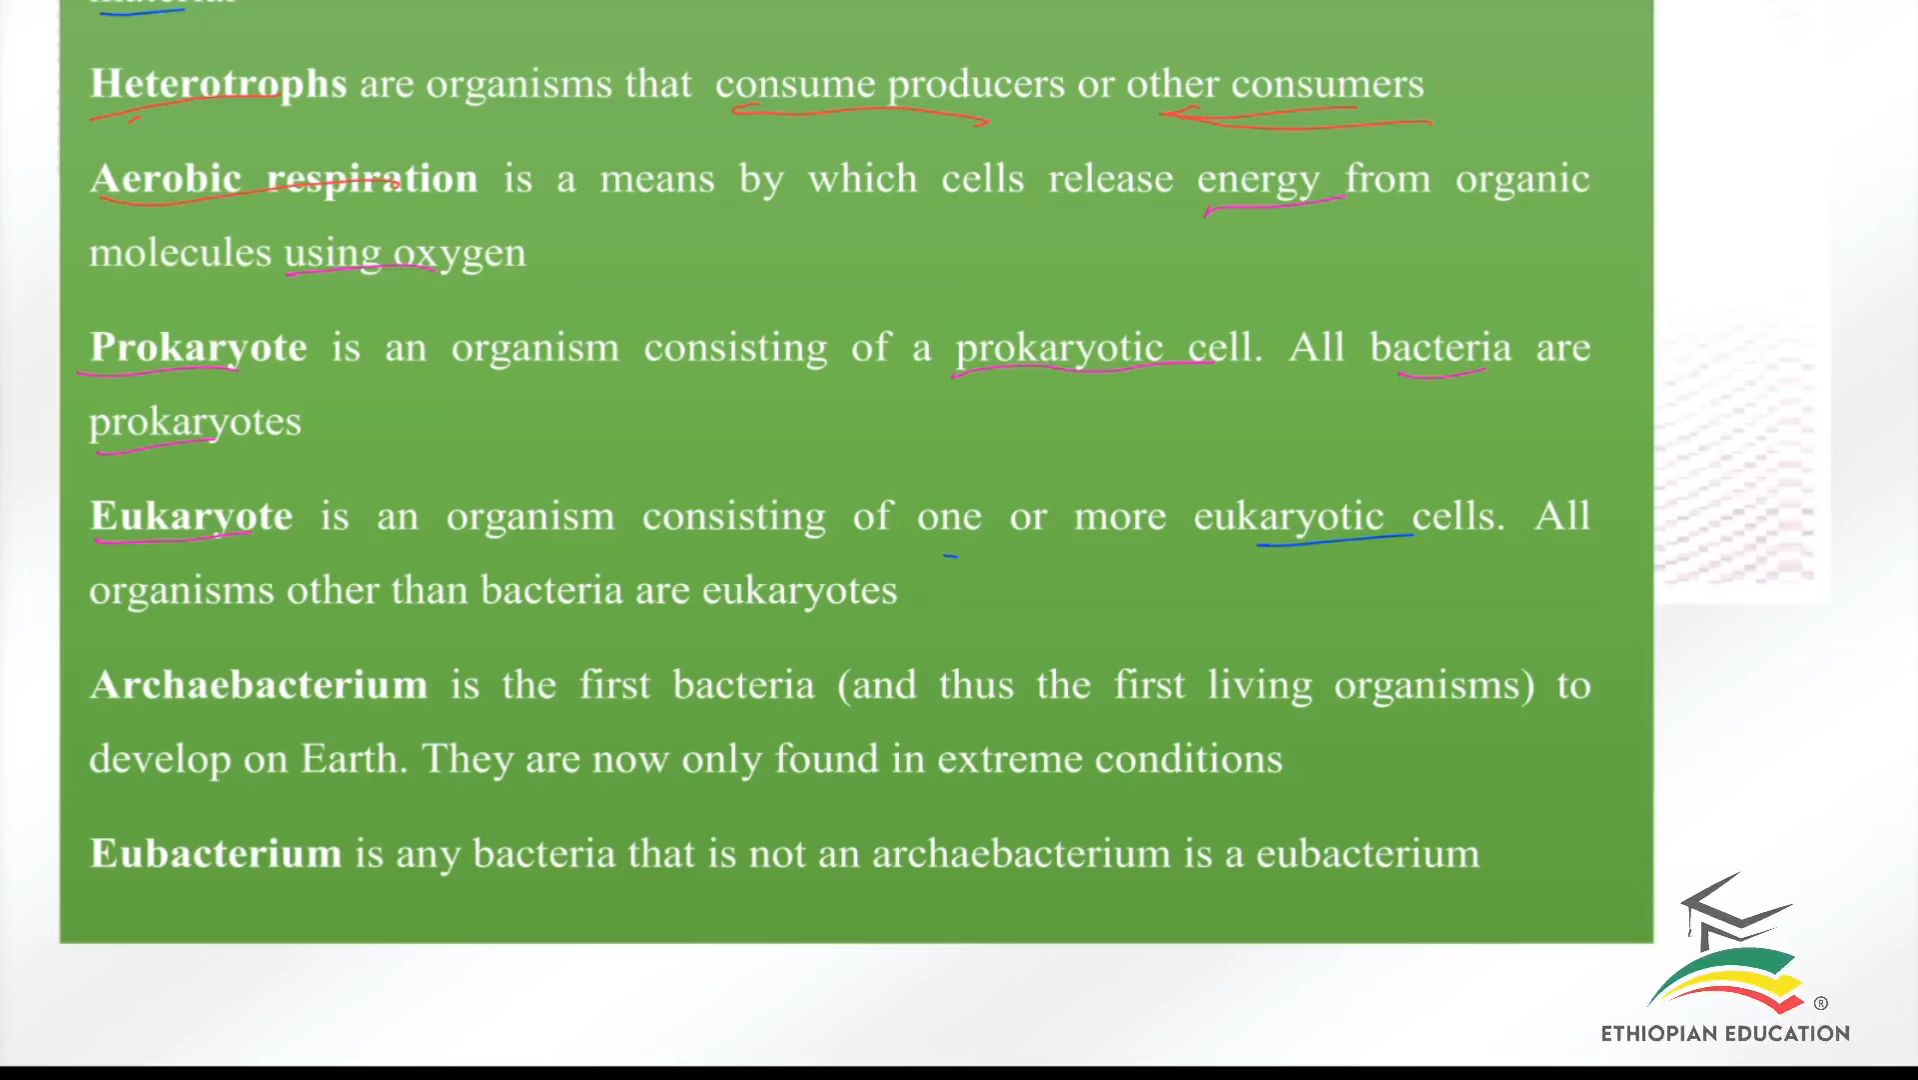 material
Heterotrophs are organisms that consume producers or other consumers
Aerobic respiration is a means by which cells release energy from organic
molecules using oxygen
Prokaryote is an organism consisting of a prokaryotic cell. All bacteria are
prokaryotes
Eukaryote is an organism consisting of one or more eukaryotic cells. All
organisms other than bacteria are eukaryotes
Archaebacterium is the first bacteria (and thus the first living organisms) to
develop on Earth. They are now only found in extreme conditions
Eubacterium is any bacteria that is not an archaebacterium is a eubacterium
®
ETHIOPIAN EDUCATION